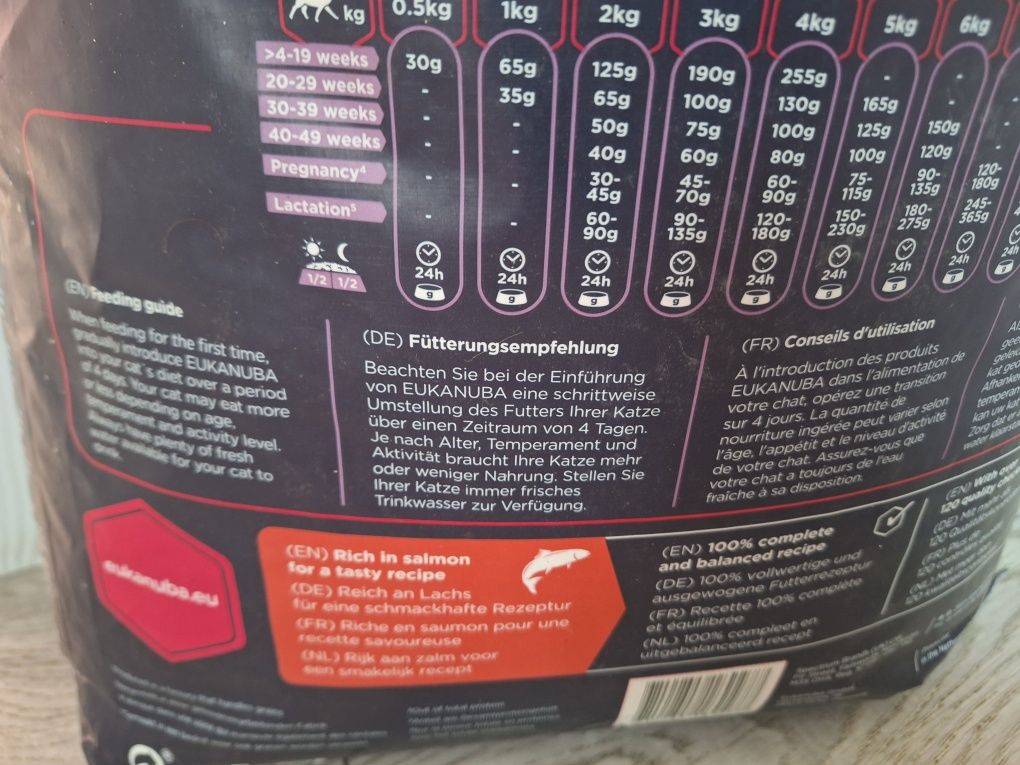 kg 0.5kg 1kg 2kg 3kg 4kg 5kg 6kg
>4-19 weeks 30g 65g 125g 190g 255g -
20-29 weeks - 35g 65g 100g 130g 165g -
30-39 weeks - - 50g 75g 100g 125g 150g -
40-49 weeks - - 40g 60g 80g 100g 120g -
Pregnancy⁴ - - 30-45g 45-70g 60-90g 75-115g 90-135g 120-180g
Lactation⁵ - - 60-90g 90-135g 120-180g 150-230g 180-275g 245-365g
1/2 1/2
24h 24h 24h 24h 24h 24h 24h 24h 24h
g g g g g g g g
(EN) Feeding guide
When feeding for the first time,
gradually introduce EUKANUBA
into your cat´s diet over a period
of 4 days. Your cat may eat more
or less depending on age,
temperament and activity level.
Always have plenty of fresh
water available for your cat to
drink.
(DE) Fütterungsempfehlung
Beachten Sie bei der Einführung
von EUKANUBA eine schrittweise
Umstellung des Futters Ihrer Katze
über einen Zeitraum von 4 Tagen.
Je nach Alter, Temperament und
Aktivität braucht Ihre Katze mehr
oder weniger Nahrung. Stellen Sie
Ihrer Katze immer frisches
Trinkwasser zur Verfügung.
(FR) Conseils d'utilisation
À l'introduction des produits
EUKANUBA dans l'alimentation de
votre chat, opérez une transition
sur 4 jours. La quantité de
nourriture ingérée peut varier selon
l'âge, l'appétit et le niveau d'activité
de votre chat. Assurez-vous que
votre chat a toujours de l'eau
fraîche à sa disposition.
eukanuba.eu
(EN) Rich in salmon
for a tasty recipe
(DE) Reich an Lachs
für eine schmackhafte Rezeptur
(FR) Riche en saumon pour une
recette savoureuse
(NL) Rijk aan zalm voor
een smakelijk recept
(EN) 100% complete
and balanced recipe
(DE) 100% vollwertige und
ausgewogene Futterrezeptur
(FR) Recette 100% complète
et équilibrée
(NL) 100% compleet en
uitgebalanceerd recept
(EN) With
120 quality
(DE) Mit
120
(FR)
120
(NL)
120